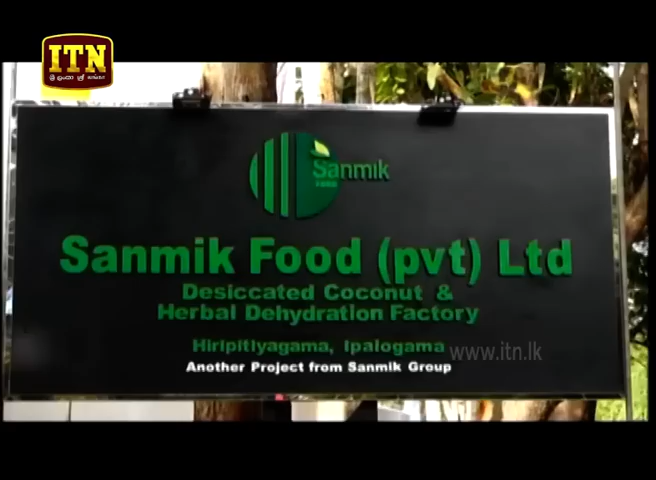 ITN
ශ්‍රී ලංකා ශ්‍රී ලංකා
Sanmik
FOOD
Sanmik Food (pvt) Ltd
Desiccated Coconut &
Herbal Dehydration Factory
Hiripitiyagama, Ipalogama
www.itn.lk
Another Project from Sanmik Group